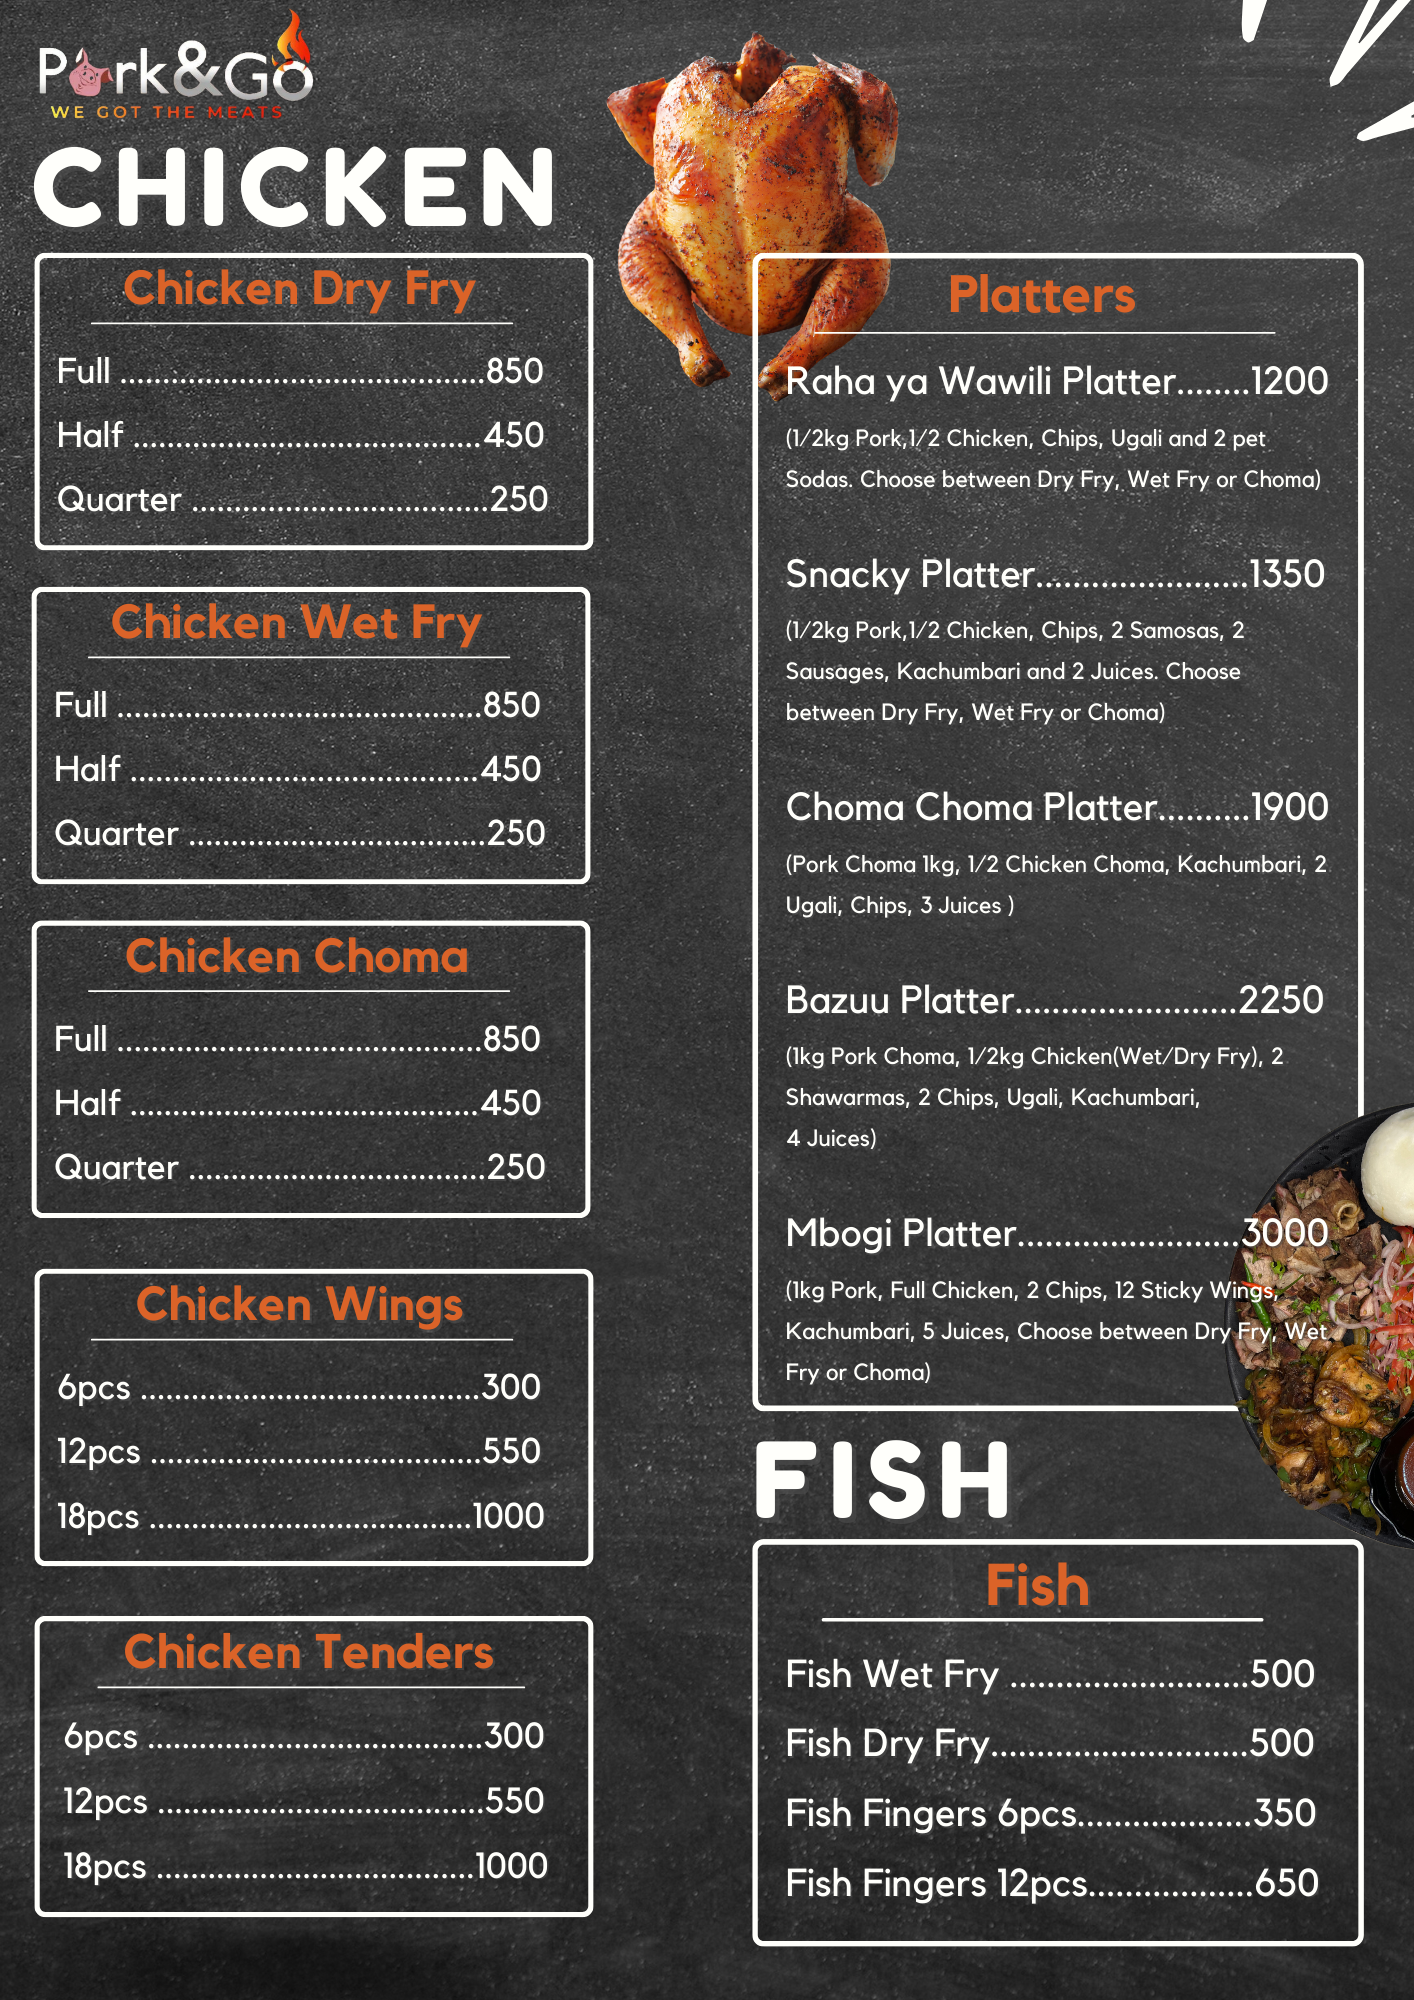 Pork&Go
WE GOT THE MEATS
CHICKEN
Chicken Dry Fry
Full ..........................................850
Half ........................................450
Quarter ..................................250
Chicken Wet Fry
Full ..........................................850
Half ........................................450
Quarter ..................................250
Chicken Choma
Full ..........................................850
Half ........................................450
Quarter ..................................250
Chicken Wings
6pcs .......................................300
12pcs ......................................550
18pcs .....................................1000
Chicken Tenders
6pcs .......................................300
12pcs ......................................550
18pcs .....................................1000
Platters
Raha ya Wawili Platter........1200
(1/2kg Pork,1/2 Chicken, Chips, Ugali and 2 pet
Sodas. Choose between Dry Fry, Wet Fry or Choma)
Snacky Platter.......................1350
(1/2kg Pork,1/2 Chicken, Chips, 2 Samosas, 2
Sausages, Kachumbari and 2 Juices. Choose
between Dry Fry, Wet Fry or Choma)
Choma Choma Platter..........1900
(Pork Choma 1kg, 1/2 Chicken Choma, Kachumbari, 2
Ugali, Chips, 3 Juices )
Bazuu Platter........................2250
(1kg Pork Choma, 1/2kg Chicken(Wet/Dry Fry), 2
Shawarmas, 2 Chips, Ugali, Kachumbari,
4 Juices)
Mbogi Platter........................3000
(1kg Pork, Full Chicken, 2 Chips, 12 Sticky Wings,
Kachumbari, 5 Juices, Choose between Dry Fry, Wet
Fry or Choma)
FISH
Fish
Fish Wet Fry ..........................500
Fish Dry Fry............................500
Fish Fingers 6pcs...................350
Fish Fingers 12pcs..................650